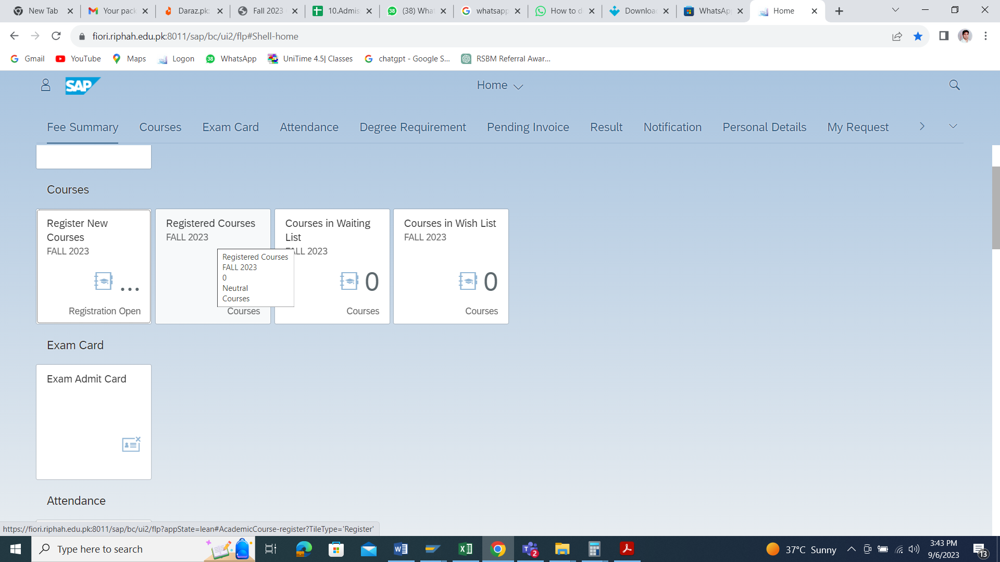 New Tab
Your pack
Daraz.pk:
Fall 2023
10.Admis
(38) What
whatsapp
How to d
Downloa
WhatsAp
Home
fiori.riphah.edu.pk:8011/sap/bc/ui2/flp#Shell-home
Gmail
YouTube
Maps
Logon
WhatsApp
UniTime 4.5| Classes
chatgpt - Google S...
RSBM Referral Awar...
SAP
Home
Fee Summary
Courses
Exam Card
Attendance
Degree Requirement
Pending Invoice
Result
Notification
Personal Details
My Request
Courses
Register New
Courses
FALL 2023
...
Registration Open
Registered Courses
FALL 2023
Courses
Registered Courses
FALL 2023
0
Neutral
Courses
Courses in Waiting
List
FALL 2023
0
Courses
Courses in Wish List
FALL 2023
0
Courses
Exam Card
Exam Admit Card
Attendance
https://fiori.riphah.edu.pk:8011/sap/bc/ui2/flp?appState=lean#AcademicCourse-register?TileType='Register'
Type here to search
2
37°C Sunny
3:43 PM
9/6/2023
13